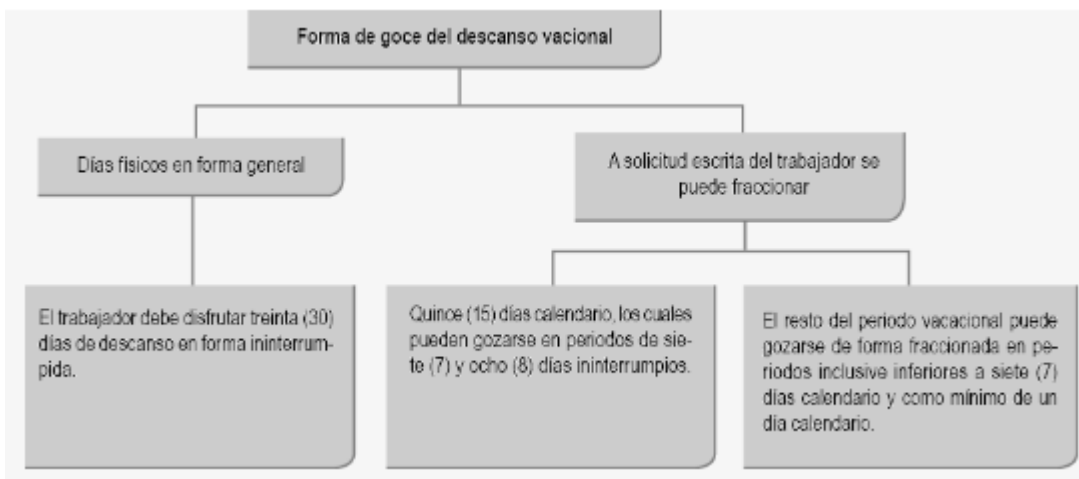 Forma de goce del descanso vacional
Días físicos en forma general
A solicitud escrita del trabajador se
puede fraccionar
El trabajador debe disfrutar treinta (30)
días de descanso en forma ininterrum-
pida.
Quince (15) días calendario, los cuales
pueden gozarse en periodos de sie-
te (7) y ocho (8) días ininterrumpios.
El resto del periodo vacacional puede
gozarse de forma fraccionada en pe-
riodos inclusive inferiores a siete (7)
días calendario y como mínimo de un
día calendario.